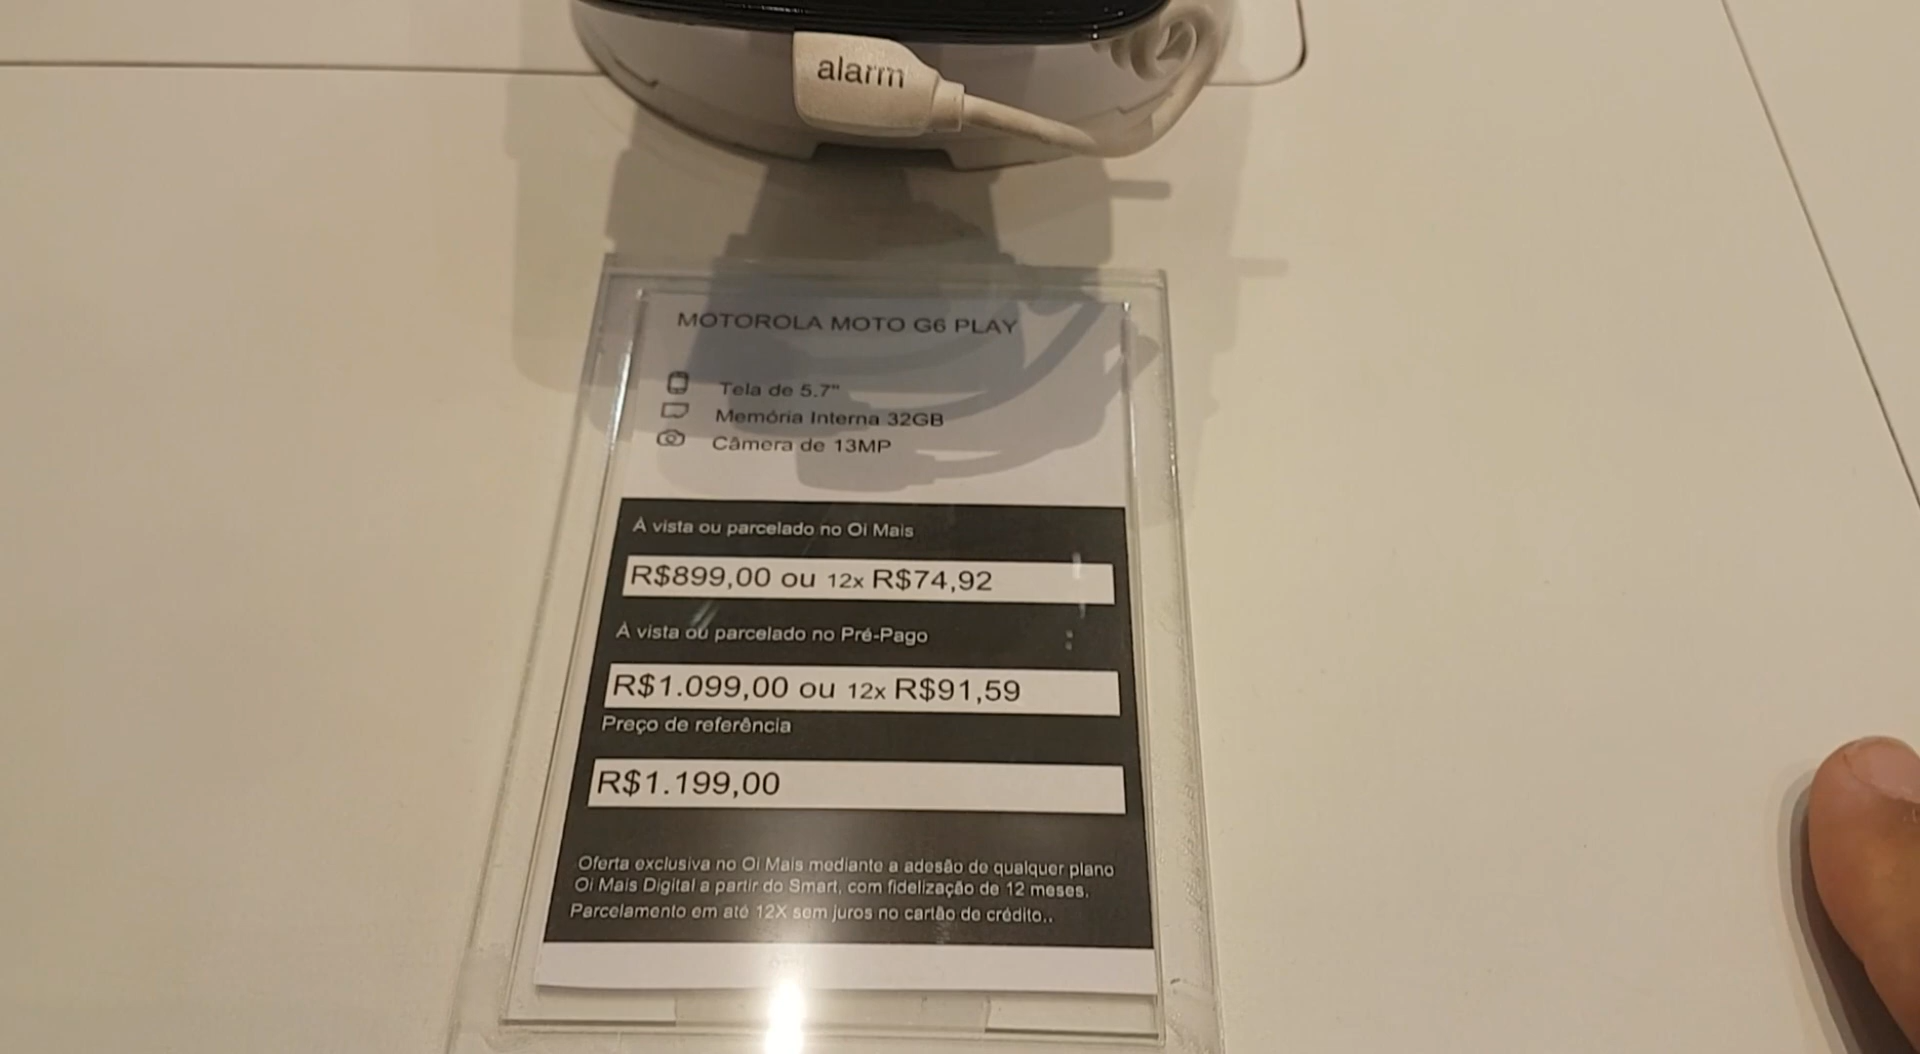 alarm
MOTOROLA MOTO G6 PLAY
Tela de 5.7"
Memória Interna 32GB
Câmera de 13MP
À vista ou parcelado no Oi Mais
R$899,00 ou 12x R$74,92
À vista ou parcelado no Pré-Pago
R$1.099,00 ou 12x R$91,59
Preço de referência
R$1.199,00
Oferta exclusiva no Oi Mais mediante a adesão de qualquer plano
Oi Mais Digital a partir do Smart, com fidelização de 12 meses.
Parcelamento em até 12X sem juros no cartão de crédito..